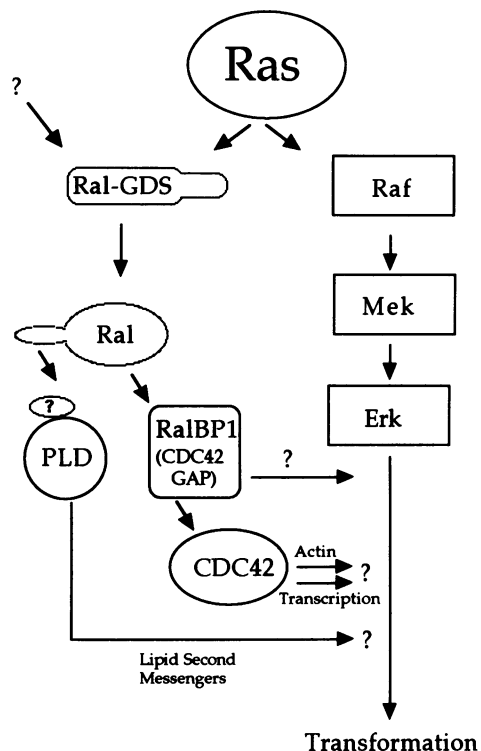 Ras
?
Ral-GDS
Raf
Mek
Ral
Erk
?
PLD
RalBP1
(CDC42
GAP)
?
CDC42
Actin
?
Transcription
?
Lipid Second
Messengers
Transformation